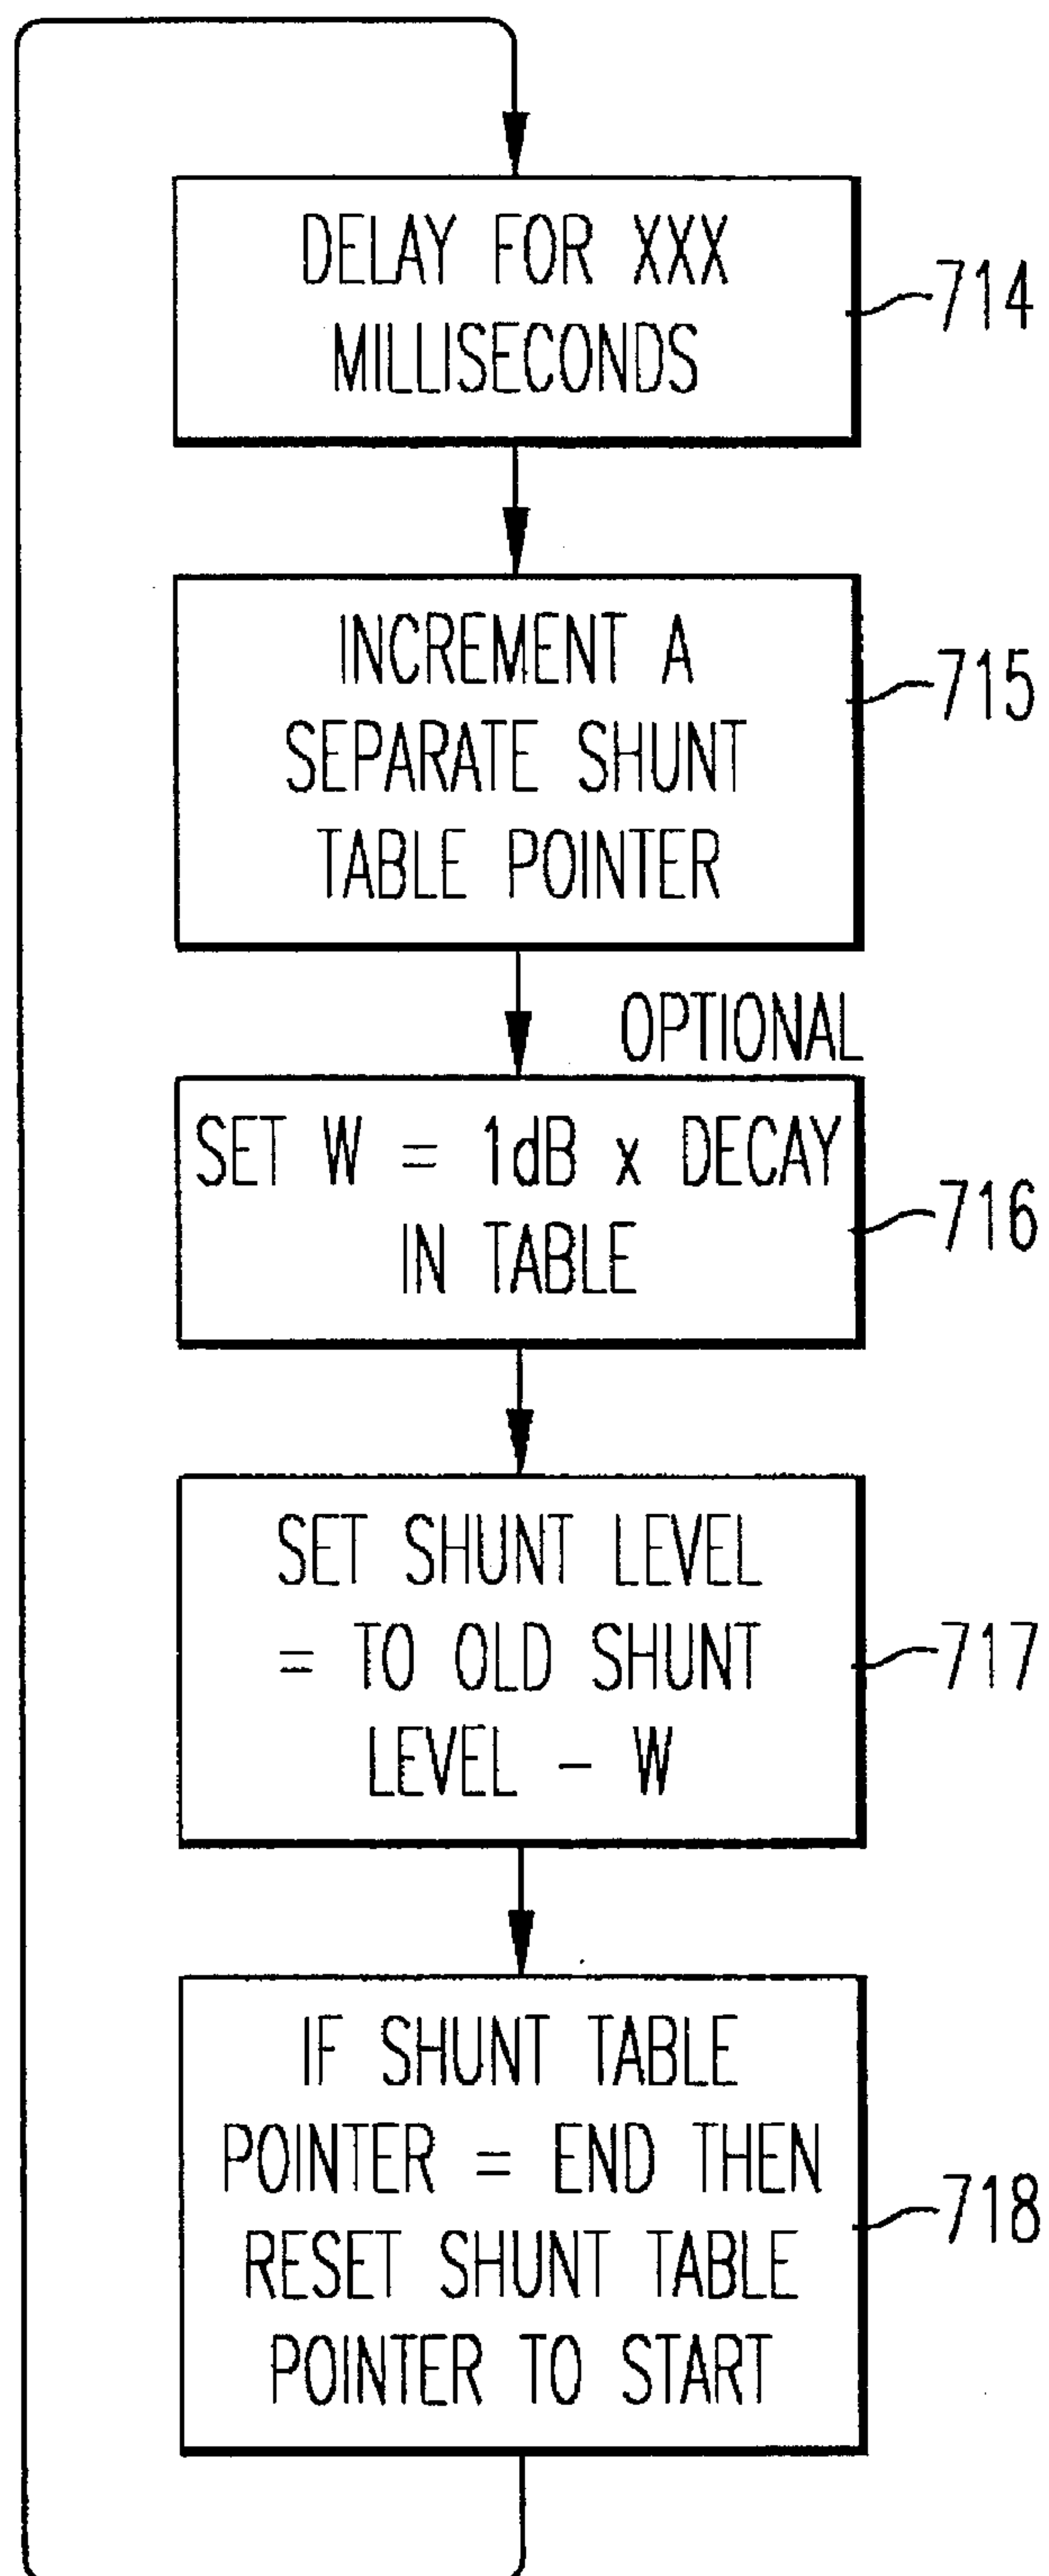 DELAY FOR XXX
MILLISECONDS
714
INCREMENT A
SEPARATE SHUNT
TABLE POINTER
715
OPTIONAL
SET W = 1dB x DECAY
IN TABLE
716
SET SHUNT LEVEL
= TO OLD SHUNT
LEVEL - W
717
IF SHUNT TABLE
POINTER = END THEN
RESET SHUNT TABLE
POINTER TO START
718